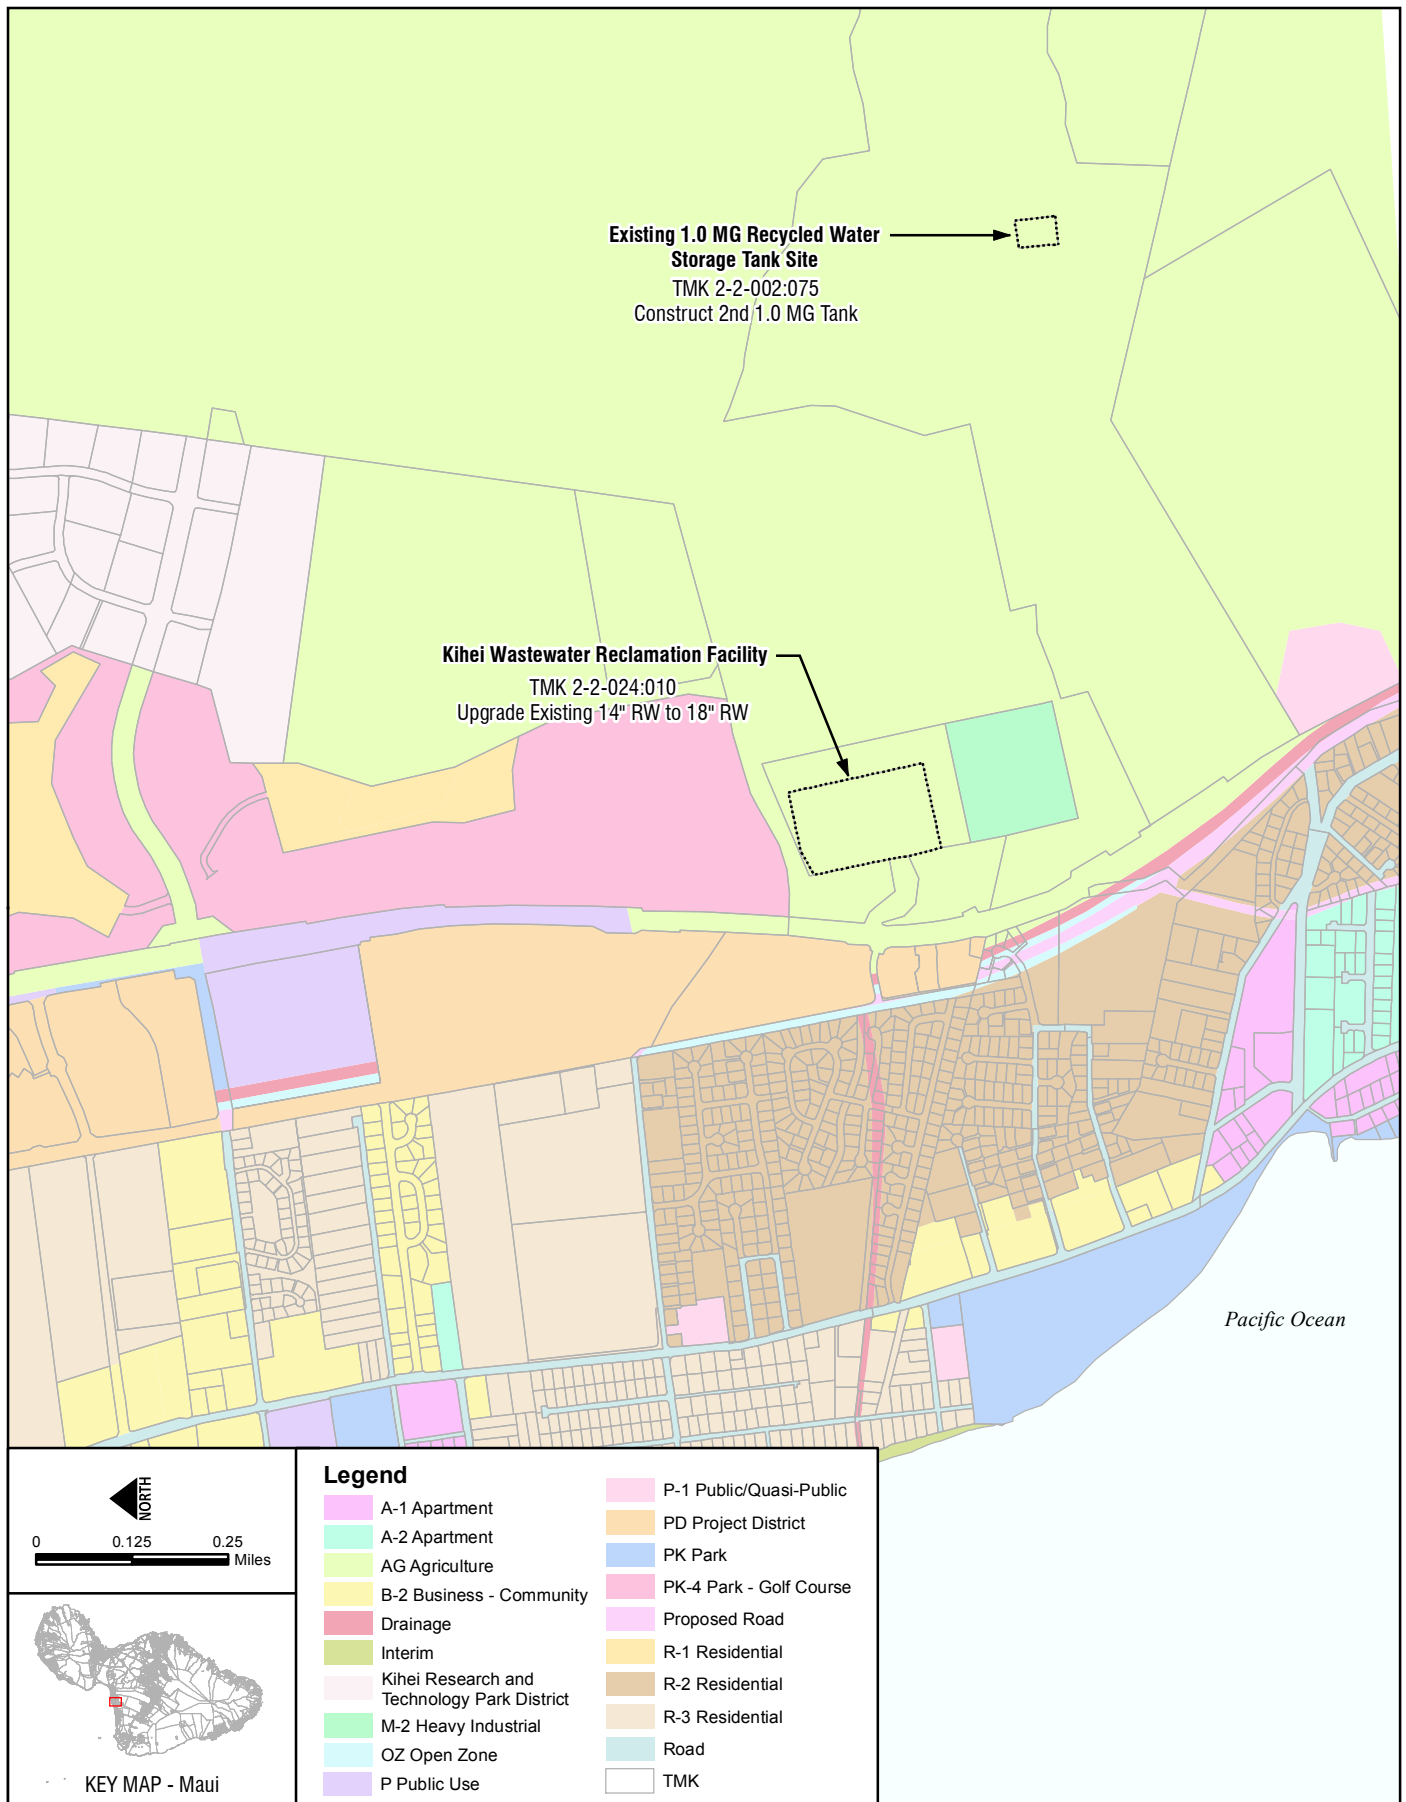 Existing 1.0 MG Recycled Water
Storage Tank Site
TMK 2-2-002:075
Construct 2nd 1.0 MG Tank
Kihei Wastewater Reclamation Facility
TMK 2-2-024:010
Upgrade Existing 14" RW to 18" RW
Pacific Ocean
NORTH
0 0.125 0.25
Miles
KEY MAP - Maui
Legend
A-1 Apartment
A-2 Apartment
AG Agriculture
B-2 Business - Community
Drainage
Interim
Kihei Research and
Technology Park District
M-2 Heavy Industrial
OZ Open Zone
P Public Use
P-1 Public/Quasi-Public
PD Project District
PK Park
PK-4 Park - Golf Course
Proposed Road
R-1 Residential
R-2 Residential
R-3 Residential
Road
TMK